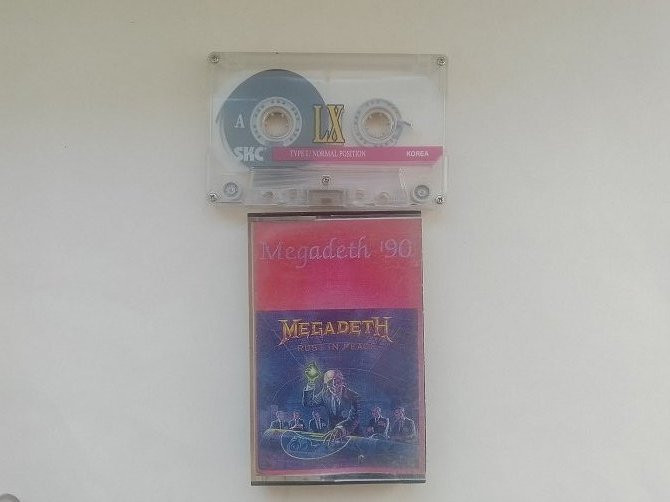 A
LX
SKC
TYPE I / NORMAL POSITION
KOREA
Megadeth '90
MEGADETH
RUST IN PEACE